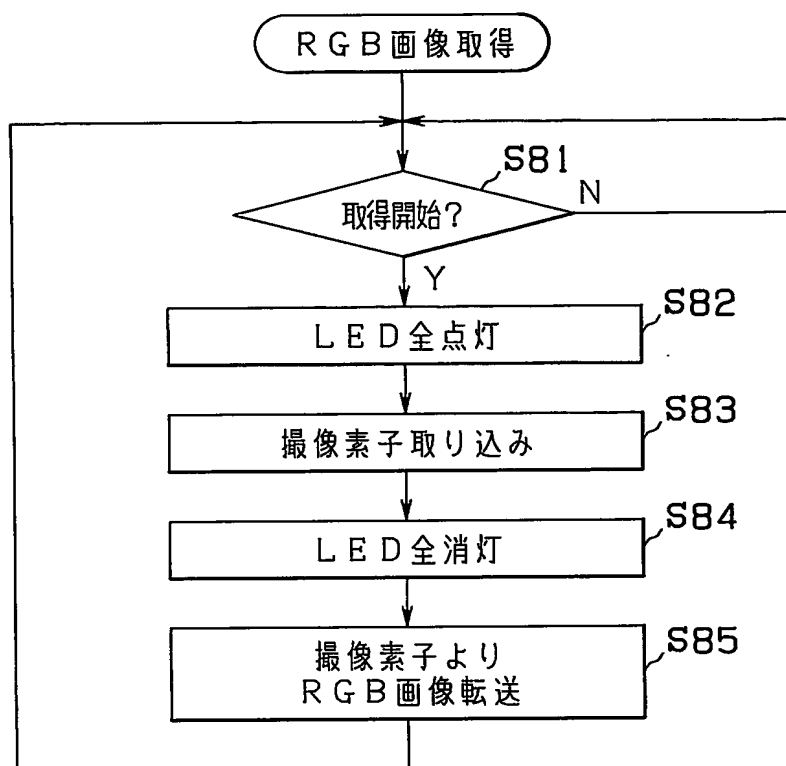 RGB画像取得
S81
取得開始?
N
Y
S82
LED全点灯
S83
撮像素子取り込み
S84
LED全消灯
S85
撮像素子より
RGB画像転送